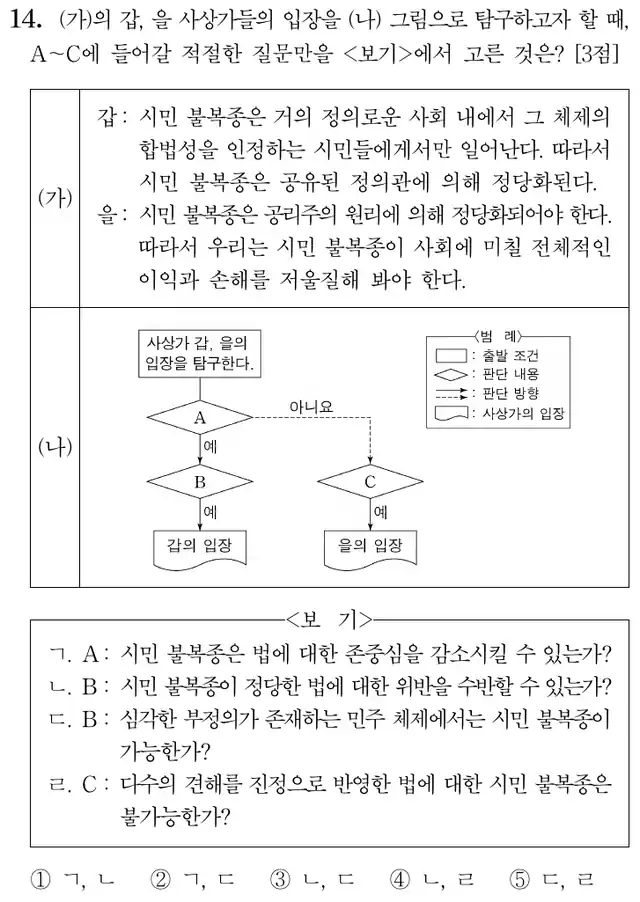 14. (가)의 갑, 을 사상가들의 입장을 (나) 그림으로 탐구하고자 할 때,
A~C에 들어갈 적절한 질문만을 <보기>에서 고른 것은? [3점]
(가)
갑: 시민 불복종은 거의 정의로운 사회 내에서 그 체제의
합법성을 인정하는 시민들에게서만 일어난다. 따라서
시민 불복종은 공유된 정의관에 의해 정당화된다.
을: 시민 불복종은 공리주의 원리에 의해 정당화되어야 한다.
따라서 우리는 시민 불복종이 사회에 미칠 전체적인
이익과 손해를 저울질해 봐야 한다.
(나)
사상가 갑, 을의
입장을 탐구한다.
A
아니요
예
B
C
예
예
갑의 입장
을의 입장
<범 례>
: 출발 조건
: 판단 내용
: 판단 방향
: 사상가의 입장
<보 기>
ㄱ. A: 시민 불복종은 법에 대한 존중심을 감소시킬 수 있는가?
ㄴ. B: 시민 불복종이 정당한 법에 대한 위반을 수반할 수 있는가?
ㄷ. B: 심각한 부정의가 존재하는 민주 체제에서는 시민 불복종이
가능한가?
ㄹ. C: 다수의 견해를 진정으로 반영한 법에 대한 시민 불복종은
불가능한가?
① ㄱ, ㄴ ② ㄱ, ㄷ ③ ㄴ, ㄷ ④ ㄴ, ㄹ ⑤ ㄷ, ㄹ